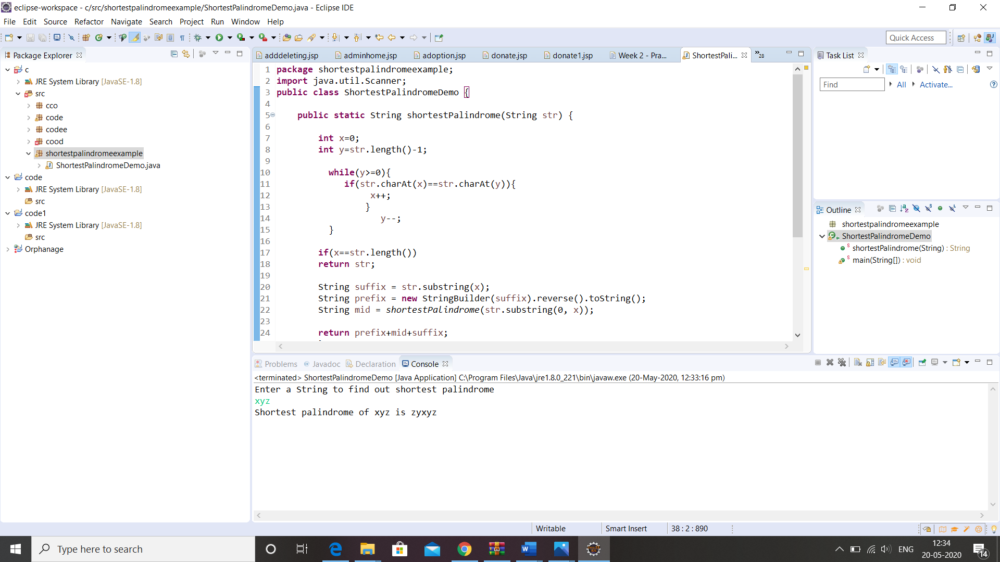 eclipse-workspace - c/src/shortestpalindromeexample/ShortestPalindromeDemo.java - Eclipse IDE
File Edit Source Refactor Navigate Search Project Run Window Help
Quick Access
Package Explorer
c
JRE System Library [JavaSE-1.8]
src
cco
code
codee
cood
shortestpalindromeexample
ShortestPalindromeDemo.java
code
JRE System Library [JavaSE-1.8]
src
code1
JRE System Library [JavaSE-1.8]
src
Orphanage
adddeleting.jsp adminhome.jsp adoption.jsp donate.jsp donate1.jsp Week 2 - Pra... ShortestPali... »28
1 package shortestpalindromeexample;
2 import java.util.Scanner;
3 public class ShortestPalindromeDemo {
4
5 public static String shortestPalindrome(String str) {
6
7 int x=0;
8 int y=str.length()-1;
9
10 while(y>=0){
11 if(str.charAt(x)==str.charAt(y)){
12 x++;
13 }
14 y--;
15 }
16
17 if(x==str.length())
18 return str;
19
20 String suffix = str.substring(x);
21 String prefix = new StringBuilder(suffix).reverse().toString();
22 String mid = shortestPalindrome(str.substring(0, x));
23
24 return prefix+mid+suffix;
Task List
Find All Activate...
Outline
shortestpalindromeexample
ShortestPalindromeDemo
shortestPalindrome(String) : String
main(String[]) : void
Problems @ Javadoc Declaration Console
<terminated> ShortestPalindromeDemo [Java Application] C:\Program Files\Java\jre1.8.0_221\bin\javaw.exe (20-May-2020, 12:33:16 pm)
Enter a String to find out shortest palindrome
xyz
Shortest palindrome of xyz is zyxyz
Writable Smart Insert 38 : 2 : 890
Type here to search
ENG
12:34
20-05-2020
14